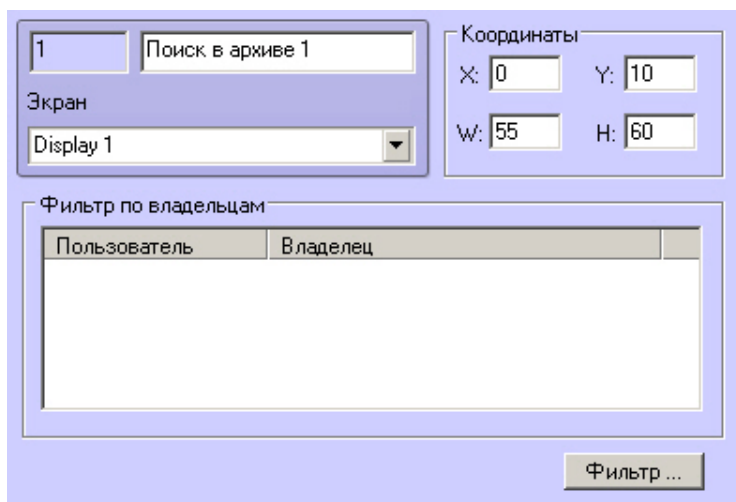 1
Поиск в архиве 1
Экран
Display 1
Координаты
X: 0 Y: 10
W: 55 H: 60
Фильтр по владельцам
Пользователь Владелец
Фильтр ...